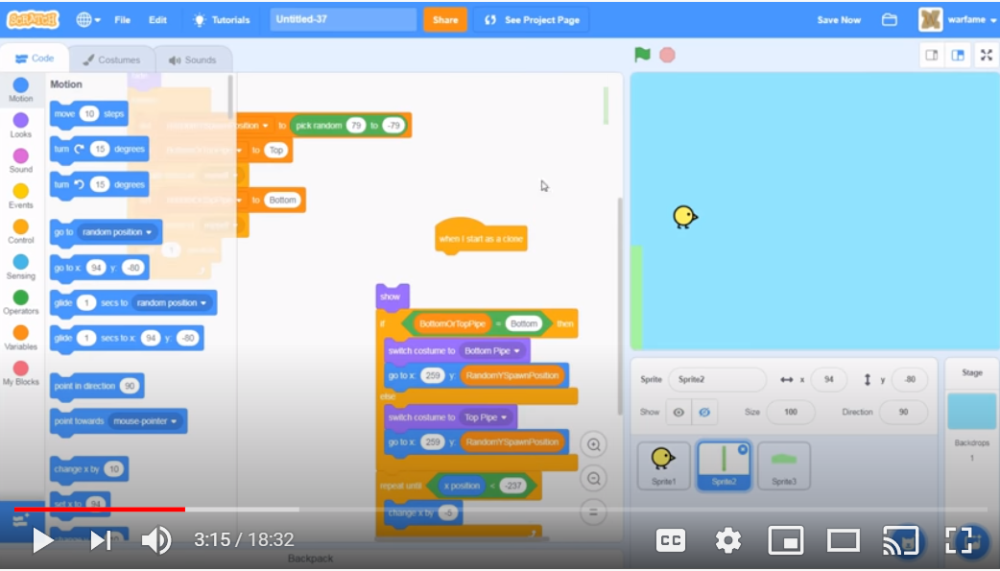 SCRATCH File Edit Tutorials Untitled-37 Share See Project Page Save Now warfame
Code Costumes Sounds
Motion
Looks
Sound
Events
Control
Sensing
Operators
Variables
My Blocks
Motion
move 10 steps
turn 15 degrees
turn 15 degrees
go to random position
go to x: 94 y: -80
glide 1 secs to random position
glide 1 secs to x: 94 y: -80
point in direction 90
point towards mouse-pointer
change x by 10
set x to 94
to pick random 79 to -79
to Top
to Bottom
when I start as a clone
show
if BottomOrTopPipe = Bottom then
switch costume to Bottom Pipe
go to x: 259 y: RandomYSpawnPosition
else
switch costume to Top Pipe
go to x: 259 y: RandomYSpawnPosition
repeat until x position < -237
change x by -5
Sprite Sprite2 x 94 y -80
Show Size 100 Direction 90
Sprite1 Sprite2 Sprite3
Stage
Backdrops
1
3:15 / 18:32
CC
Backpack